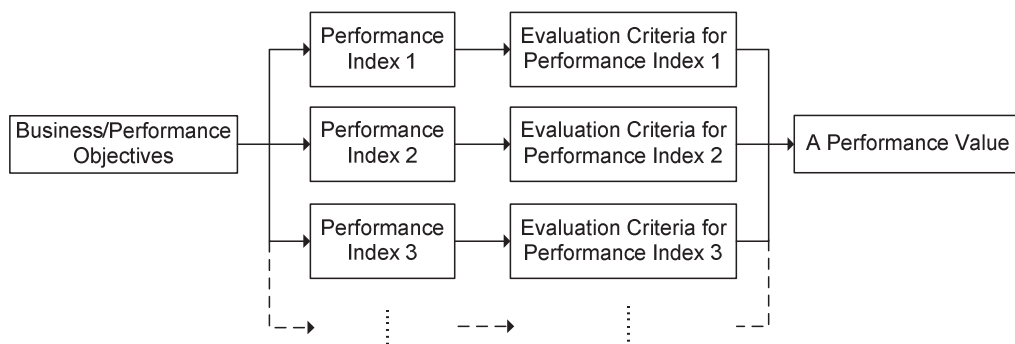 Performance
Index 1
Evaluation Criteria for
Performance Index 1
Business/Performance
Objectives
Performance
Index 2
Evaluation Criteria for
Performance Index 2
A Performance Value
Performance
Index 3
Evaluation Criteria for
Performance Index 3